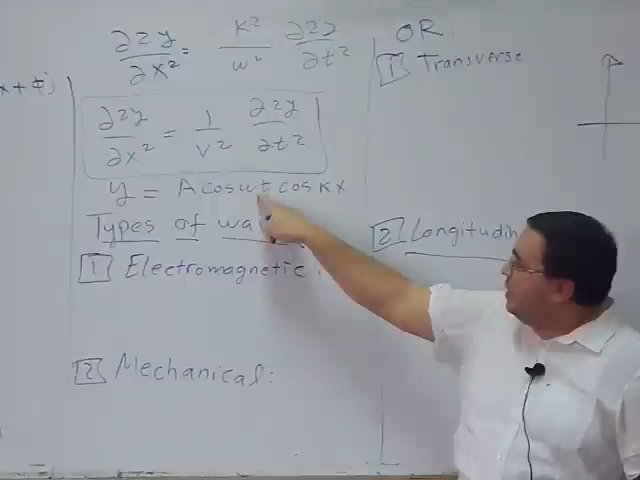 x + φ)
∂2y/∂x² = k²/w² ∂2y/∂t²
∂2y/∂x² = 1/v² ∂2y/∂t²
y = A cos wt cos kx
Types of wa
1 Electromagnetic :
2 Mechanical:
OR:
1 Transverse
2 Longitudin